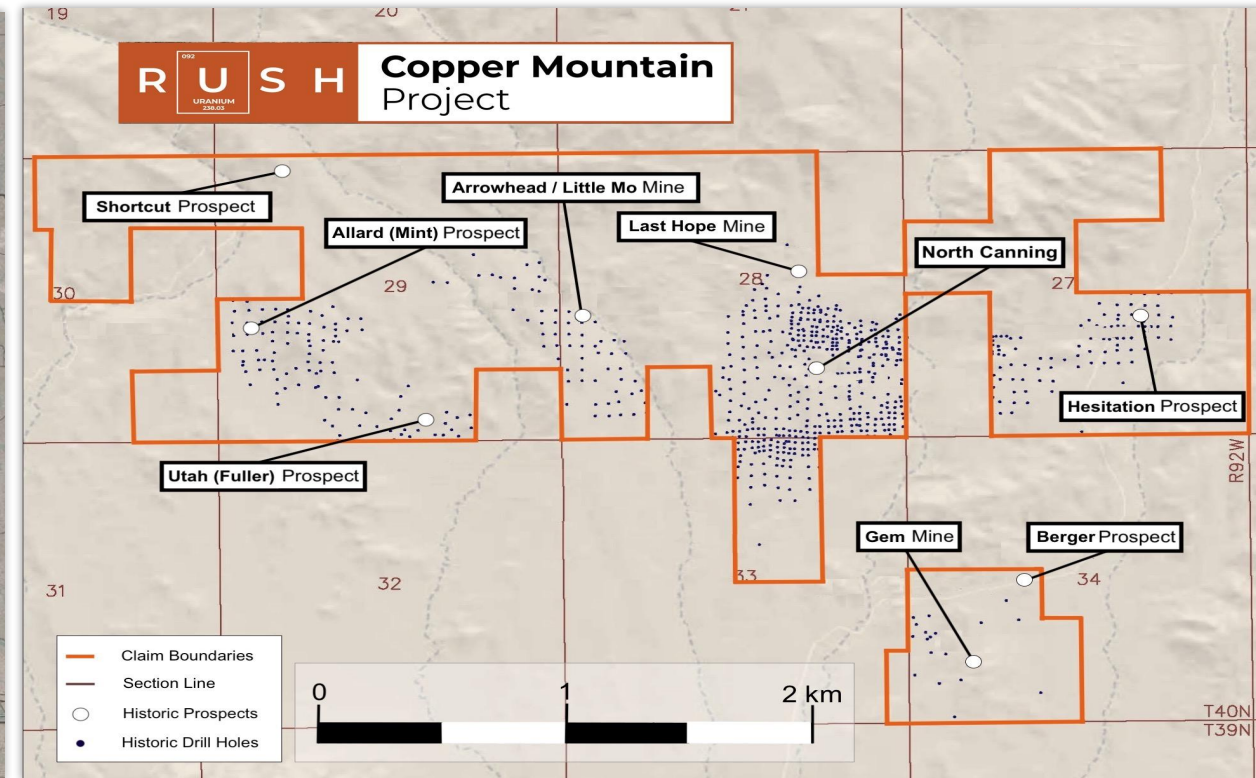 19
20
092
R U S H
URANIUM
238.03
Copper Mountain
Project
Shortcut Prospect
Arrowhead / Little Mo Mine
Allard (Mint) Prospect
Last Hope Mine
North Canning
30
29
28
27
Hesitation Prospect
Utah (Fuller) Prospect
R92W
Gem Mine
Berger Prospect
31
32
33
34
Claim Boundaries
Section Line
Historic Prospects
Historic Drill Holes
0 1 2 km
T40N
T39N